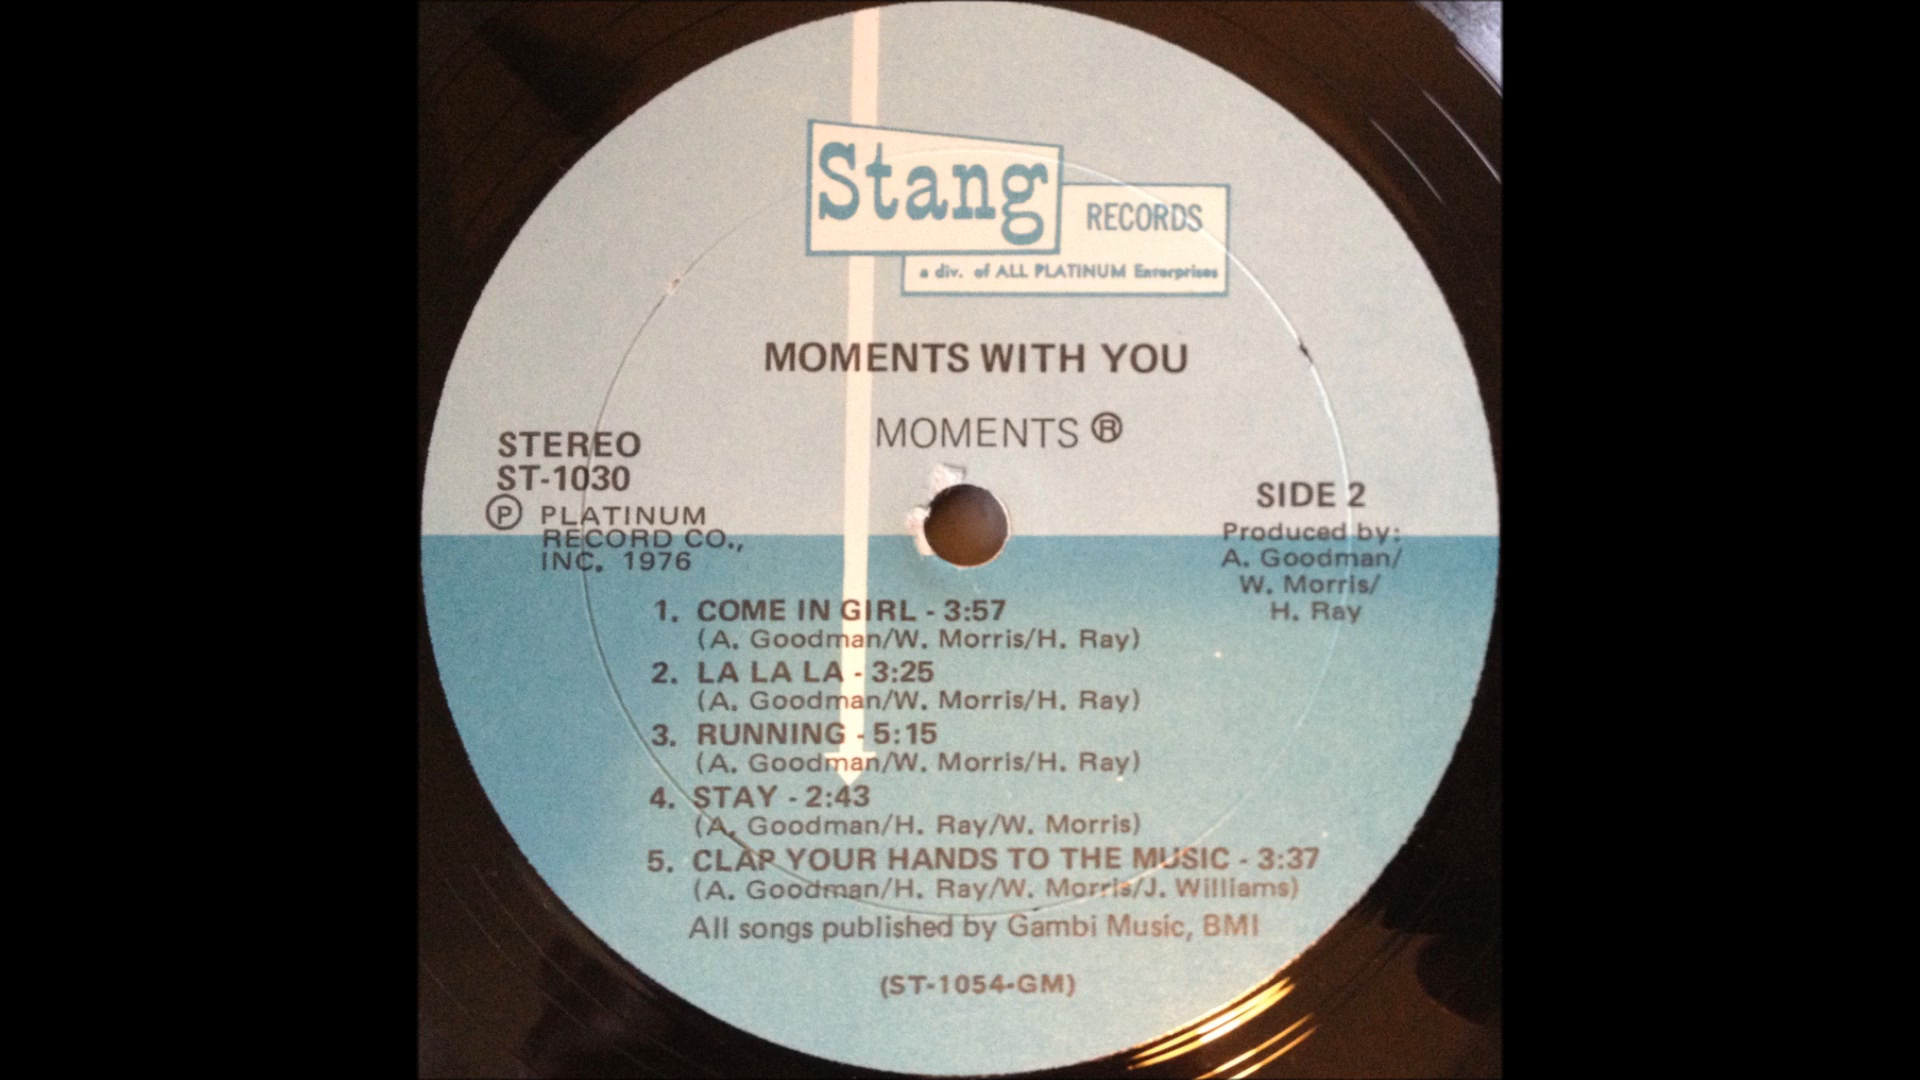 Stang
RECORDS
a div. of ALL PLATINUM Enterprises
MOMENTS WITH YOU
MOMENTS ®
STEREO
ST-1030
Ⓟ PLATINUM
RECORD CO.,
INC. 1976
SIDE 2
Produced by:
A. Goodman/
W. Morris/
H. Ray
1. COME IN GIRL - 3:57
(A. Goodman/W. Morris/H. Ray)
2. LA LA LA - 3:25
(A. Goodman/W. Morris/H. Ray)
3. RUNNING - 5:15
(A. Goodman/W. Morris/H. Ray)
4. STAY - 2:43
(A. Goodman/H. Ray/W. Morris)
5. CLAP YOUR HANDS TO THE MUSIC - 3:37
(A. Goodman/H. Ray/W. Morris/J. Williams)
All songs published by Gambi Music, BMI
(ST-1054-GM)